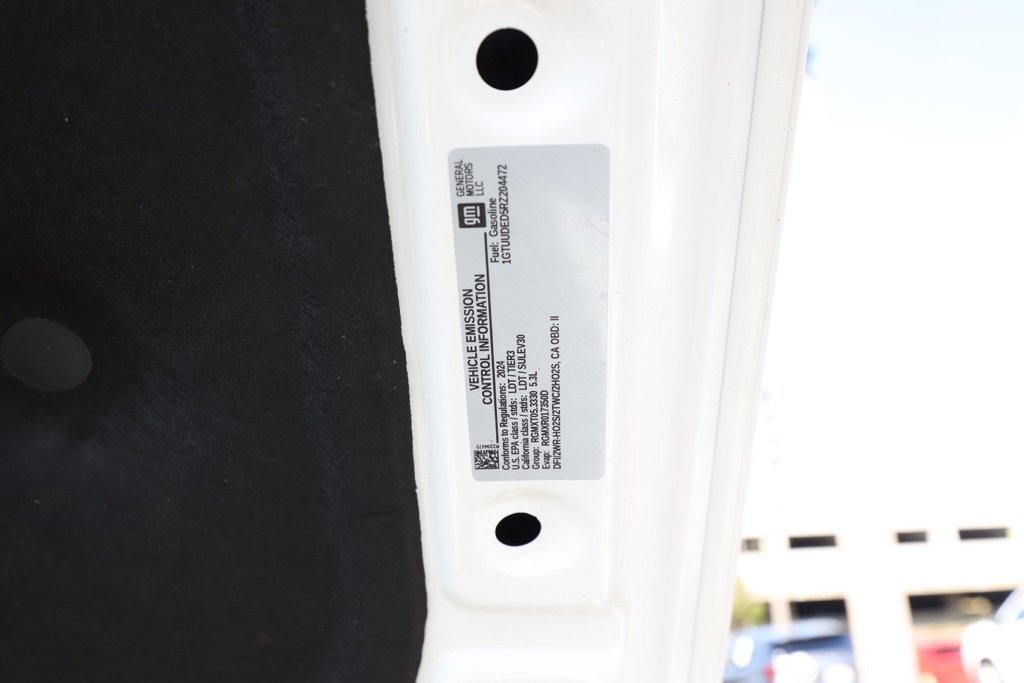 VEHICLE EMISSION
CONTROL INFORMATION
gm
GENERAL
MOTORS
LLC
Conforms to Regulations: 2024
Fuel: Gasoline
U.S. EPA class / stds: LDT / TIER3
1GTUUDED5RZ204472
California class / stds: LDT / SULEV30
Group: RGMXT05.3330 5.3L
Evap: RGMXR0173500
DFI/2WR-HO2S/2TWC/2HO2S, CA OBD: II